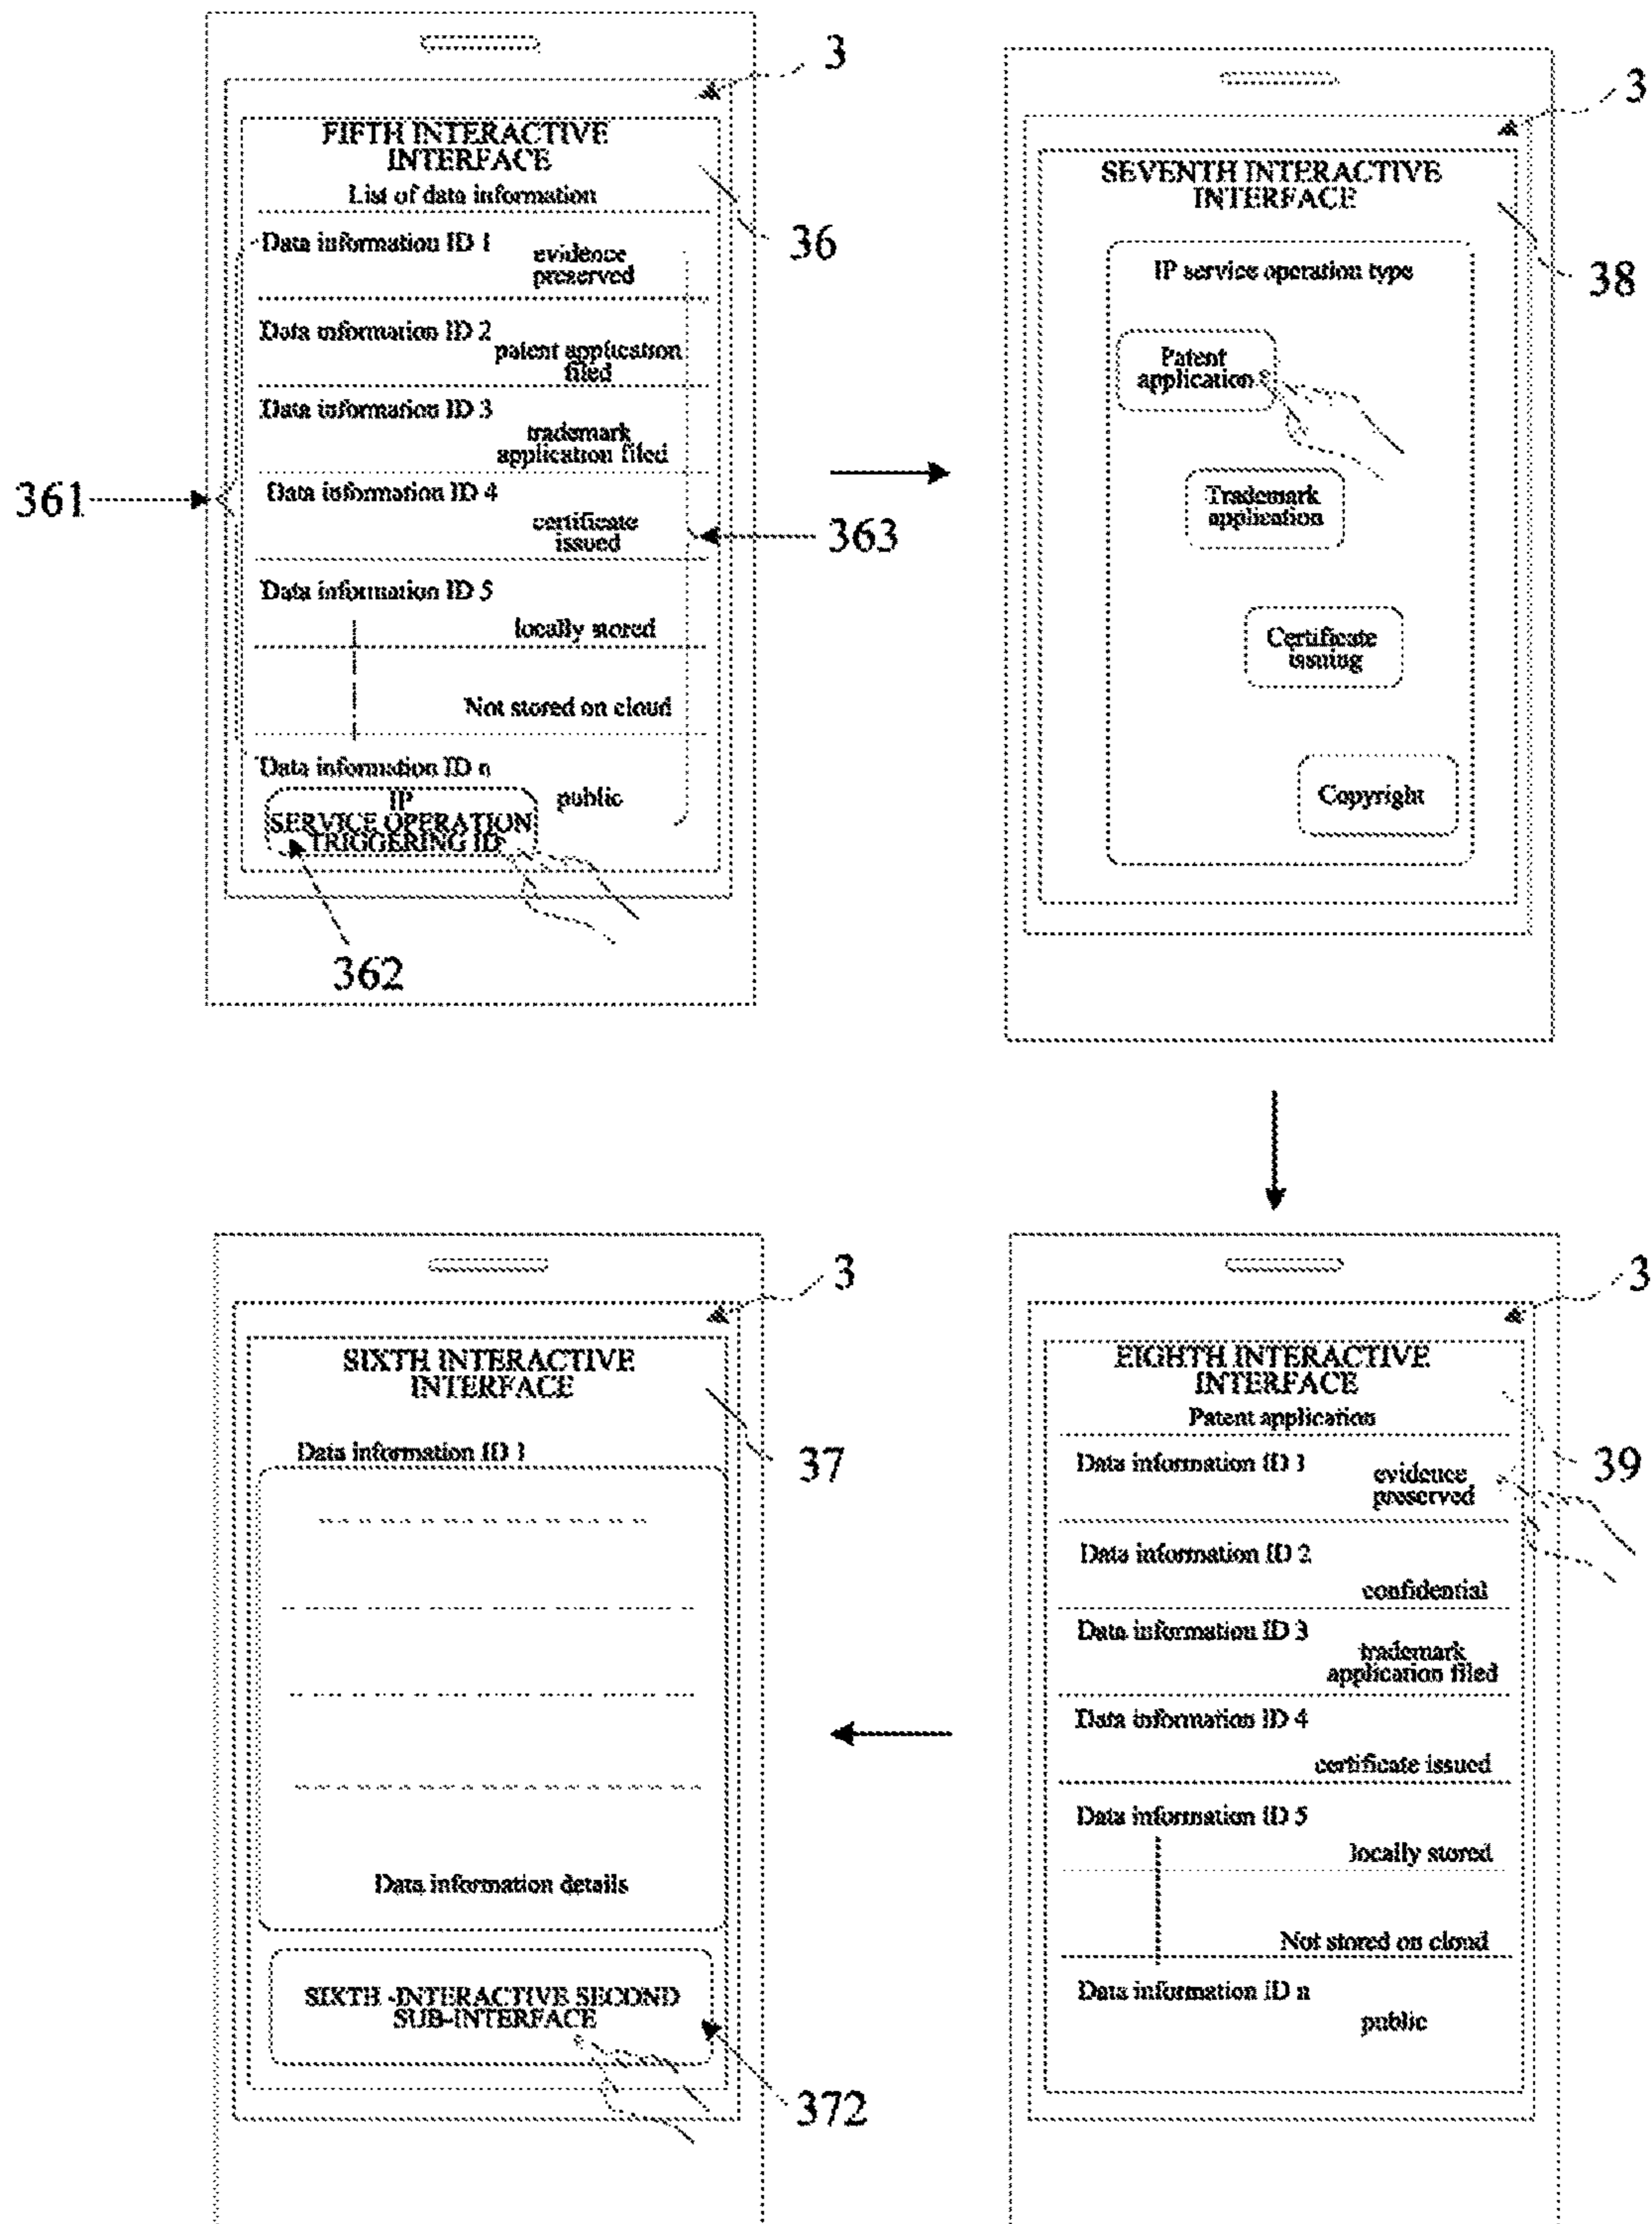 3
FIFTH INTERACTIVE
INTERFACE
List of data information
36
Data information ID 1
evidence
preserved
Data information ID 2
patent application
filed
Data information ID 3
trademark
application filed
361
Data information ID 4
certificate
issued
363
Data information ID 5
locally stored
Not stored on cloud
Data information ID n
public
IP
SERVICE OPERATION
TRIGGERING ID
362
3
SEVENTH INTERACTIVE
INTERFACE
38
IP service operation type
Patent
application
Trademark
application
Certificate
issuing
Copyright
3
SIXTH INTERACTIVE
INTERFACE
37
Data information ID 1
Data information details
SIXTH -INTERACTIVE SECOND
SUB-INTERFACE
372
3
EIGHTH INTERACTIVE
INTERFACE
Patent application
39
Data information ID 1
evidence
preserved
Data information ID 2
confidential
Data information ID 3
trademark
application filed
Data information ID 4
certificate issued
Data information ID 5
locally stored
Not stored on cloud
Data information ID n
public